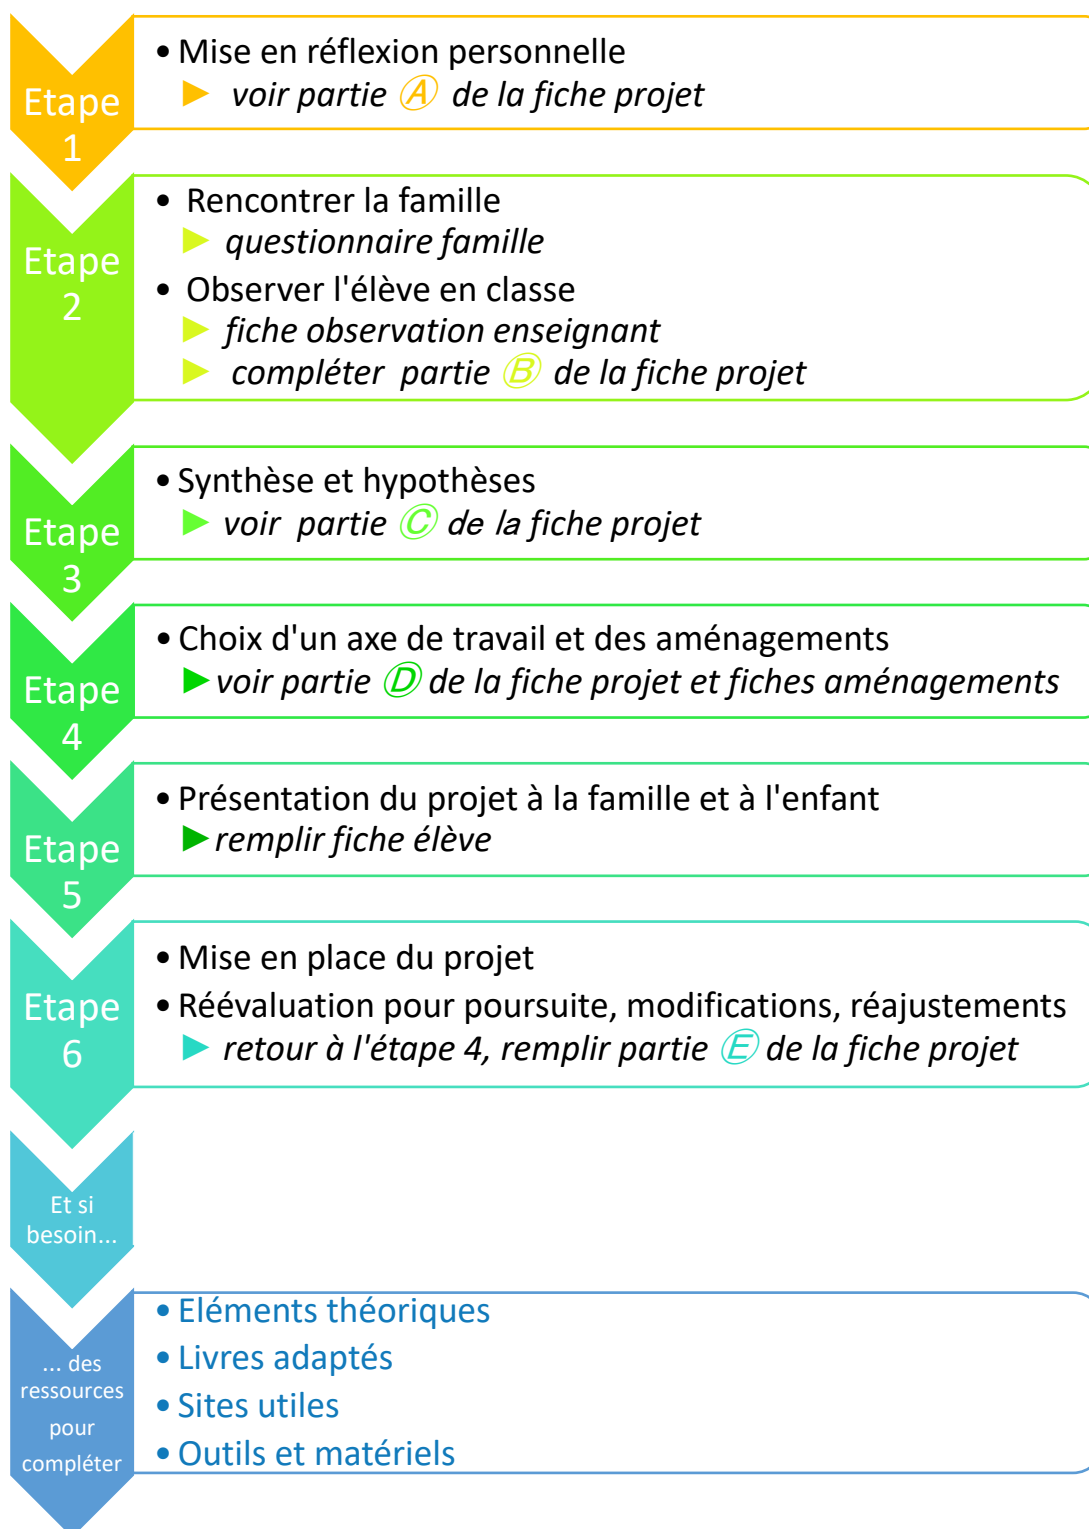 Etape
1
• Mise en réflexion personnelle
► voir partie Ⓐ de la fiche projet
Etape
2
• Rencontrer la famille
► questionnaire famille
• Observer l'élève en classe
► fiche observation enseignant
► compléter partie Ⓑ de la fiche projet
Etape
3
• Synthèse et hypothèses
► voir partie Ⓒ de la fiche projet
Etape
4
• Choix d'un axe de travail et des aménagements
► voir partie Ⓓ de la fiche projet et fiches aménagements
Etape
5
• Présentation du projet à la famille et à l'enfant
► remplir fiche élève
Etape
6
• Mise en place du projet
• Réévaluation pour poursuite, modifications, réajustements
► retour à l'étape 4, remplir partie Ⓔ de la fiche projet
Et si
besoin...
... des
ressources
pour
compléter
• Eléments théoriques
• Livres adaptés
• Sites utiles
• Outils et matériels